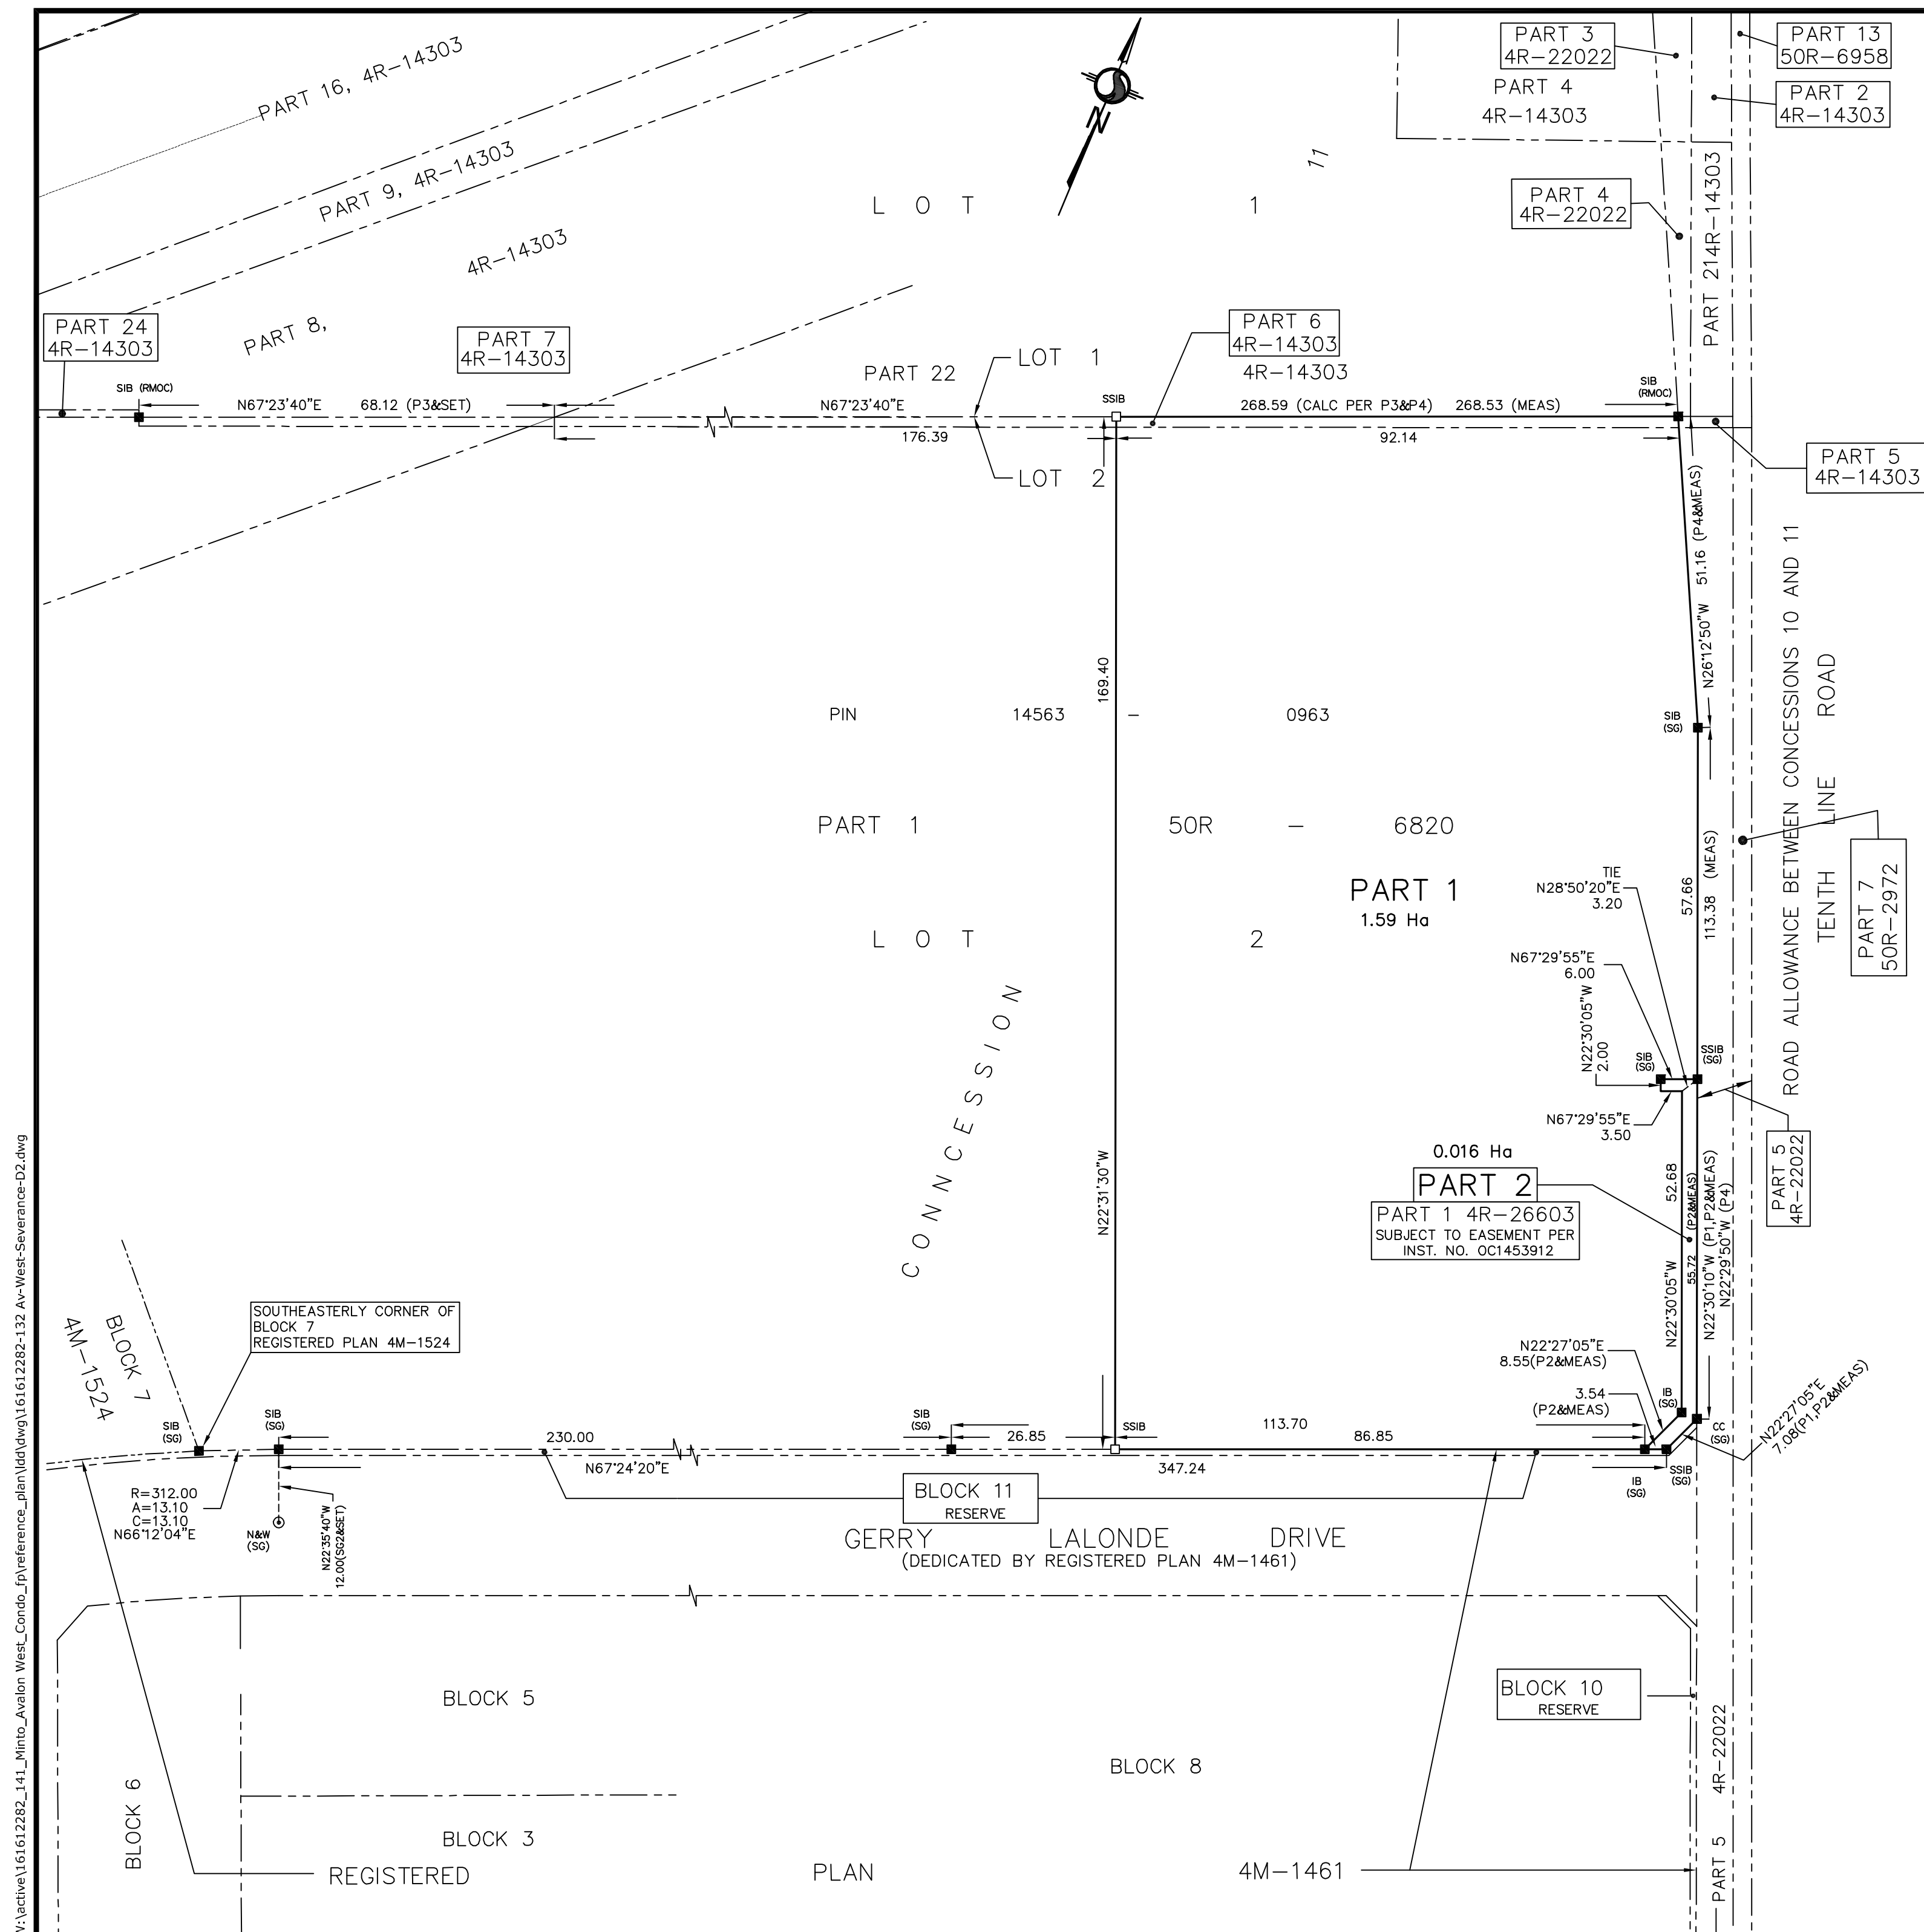 PART 16, 4R-14303
PART 9, 4R-14303
4R-14303
PART 8,
N
L O T 1
11
PART 3
4R-22022
PART 4
4R-14303
PART 13
50R-6958
PART 2
4R-14303
PART 4
4R-22022
PART 214R-14303
PART 24
4R-14303
PART 7
4R-14303
PART 22
LOT 1
PART 6
4R-14303
4R-14303
SIB (RMOC)
N67°23'40"E 68.12 (P3&SET)
N67°23'40"E
SSIB
268.59 (CALC PER P3&P4) 268.53 (MEAS)
SIB
(RMOC)
176.39
92.14
LOT 2
PART 5
4R-14303
51.16 (P4&MEAS)
N26°12'50"W
169.40
PIN 14563 - 0963
SIB
(SG)
ROAD ALLOWANCE BETWEEN CONCESSIONS 10 AND 11
TENTH LINE ROAD
PART 1 50R - 6820
PART 1
1.59 Ha
57.66
113.38 (MEAS)
PART 7
50R-2972
TIE
N28°50'20"E
3.20
L O T 2
N67°29'55"E
6.00
N22°30'05"W
2.00
SIB
(SG)
SSIB
(SG)
CONCESSION
N67°29'55"E
3.50
PART 5
4R-22022
0.016 Ha
PART 2
PART 1 4R-26603
SUBJECT TO EASEMENT PER
INST. NO. OC1453912
N22°31'30"W
52.68
N22°30'05"W
(P2&MEAS)
55.72
N22°30'10"W (P1,P2&MEAS)
N22°29'50"W (P4)
BLOCK 7
4M-1524
SOUTHEASTERLY CORNER OF
BLOCK 7
REGISTERED PLAN 4M-1524
N22°27'05"E
8.55(P2&MEAS)
3.54
(P2&MEAS)
IB
(SG)
N22°27'05"E
7.08(P1,P2&MEAS)
CC
(SG)
SIB
(SG)
SIB
(SG)
230.00
SIB
(SG)
26.85
SSIB
113.70
86.85
N67°24'20"E
347.24
IB
(SG)
SSIB
(SG)
R=312.00
A=13.10
C=13.10
N66°12'04"E
N&W
(SG)
N22°35'40"W
12.00(SG2&SET)
BLOCK 11
RESERVE
GERRY LALONDE DRIVE
(DEDICATED BY REGISTERED PLAN 4M-1461)
BLOCK 5
BLOCK 10
RESERVE
BLOCK 8
BLOCK 6
BLOCK 3
REGISTERED PLAN 4M-1461
PART 5 4R-22022
\active\161612282_141_Minto_Avalon West_Condo_fp\reference_plan\ldd\dwg\161612282-132 Av-West-Severance-D2.dwg